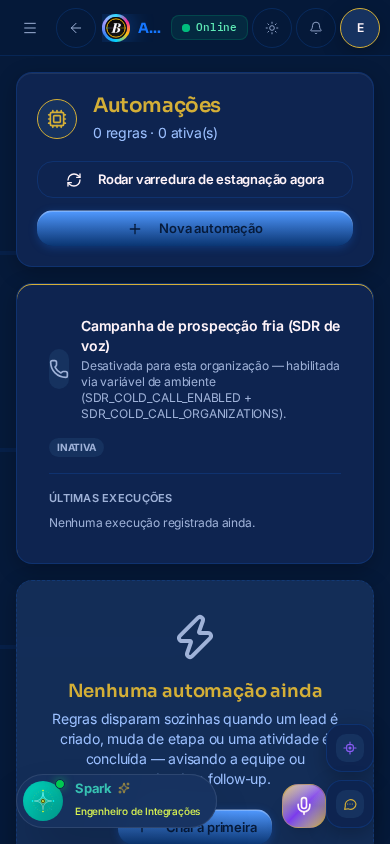 B A... Online E
Automações
0 regras · 0 ativa(s)
Rodar varredura de estagnação agora
Nova automação
Campanha de prospecção fria (SDR de
voz)
Desativada para esta organização — habilitada
via variável de ambiente
(SDR_COLD_CALL_ENABLED +
SDR_COLD_CALL_ORGANIZATIONS).
INATIVA
ÚLTIMAS EXECUÇÕES
Nenhuma execução registrada ainda.
Nenhuma automação ainda
Regras disparam sozinhas quando um lead é
criado, muda de etapa ou uma atividade é
concluída — avisando a equipe ou
follow-up.
Spark
Engenheiro de Integrações
Criar a primeira